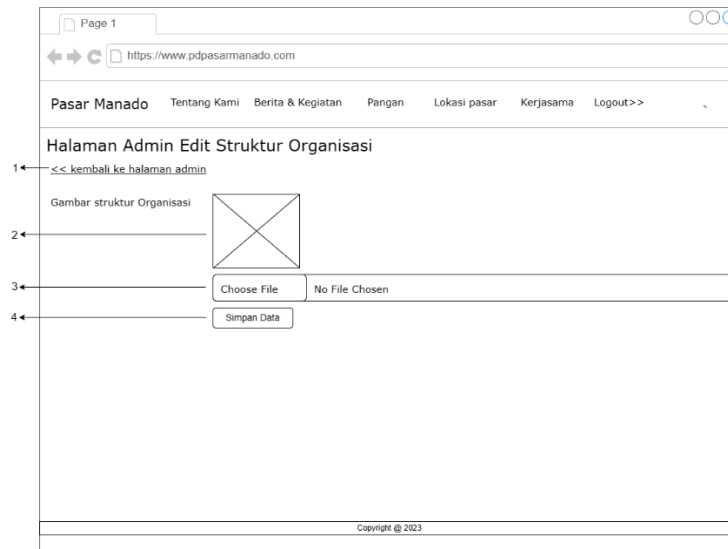 Page 1
https://www.pdpasarmanado.com
Pasar Manado Tentang Kami Berita & Kegiatan Pangan Lokasi pasar Kerjasama Logout>>
Halaman Admin Edit Struktur Organisasi
1 << kembali ke halaman admin
Gambar struktur Organisasi
2
3 Choose File No File Chosen
4 Simpan Data
Copyright @ 2023